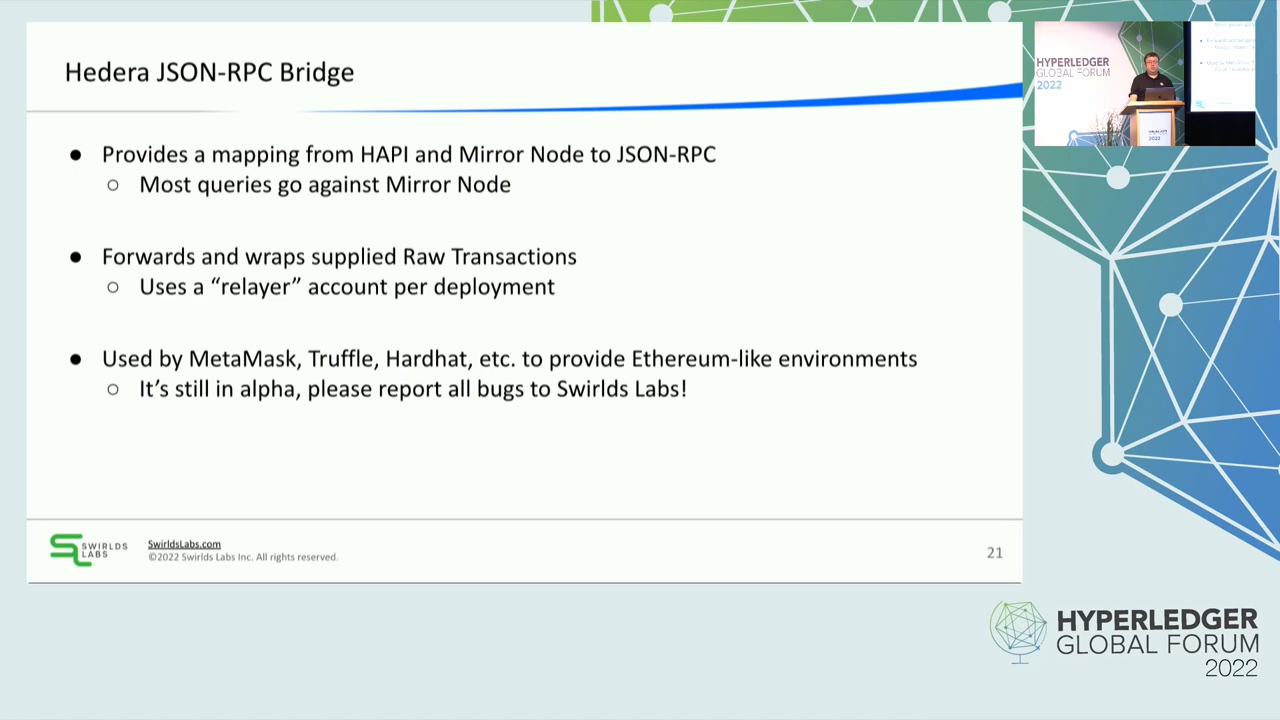 Hedera JSON-RPC Bridge
● Provides a mapping from HAPI and Mirror Node to JSON-RPC
○ Most queries go against Mirror Node
● Forwards and wraps supplied Raw Transactions
○ Uses a “relayer” account per deployment
● Used by MetaMask, Truffle, Hardhat, etc. to provide Ethereum-like environments
○ It’s still in alpha, please report all bugs to Swirlds Labs!
SWIRLDS
LABS
SwirldsLabs.com
©2022 Swirlds Labs Inc. All rights reserved.
21
HYPERLEDGER
GLOBAL FORUM
2022
HYPERLEDGER
GLOBAL FORUM
2022